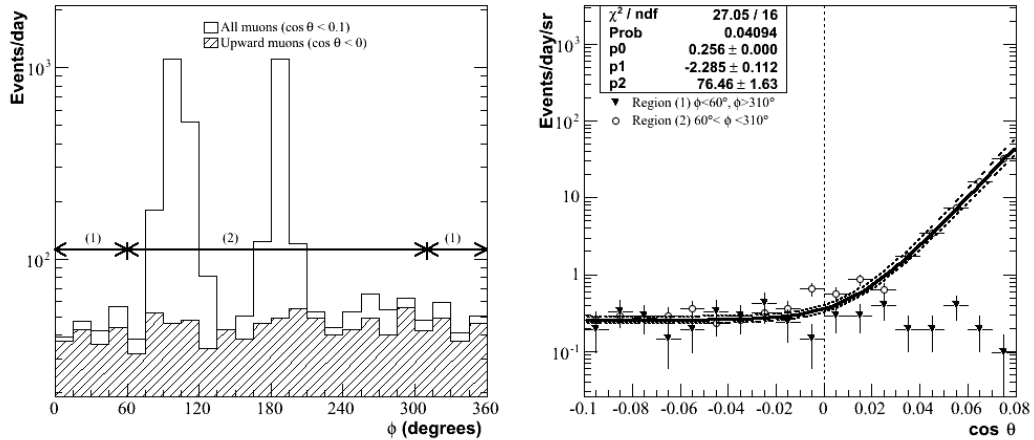 All muons (cos θ < 0.1)
Upward muons (cos θ < 0)
Events/day
10³
10²
(1)
(2)
(1)
0 60 120 180 240 300 360
ϕ (degrees)
χ² / ndf 27.05 / 16
Prob 0.04094
p0 0.256 ± 0.000
p1 -2.285 ± 0.112
p2 76.46 ± 1.63
Region (1) ϕ<60°, ϕ>310°
Region (2) 60°< ϕ <310°
Events/day/sr
10³
10²
10
1
10⁻¹
-0.1 -0.08 -0.06 -0.04 -0.02 0 0.02 0.04 0.06 0.08
cos θ